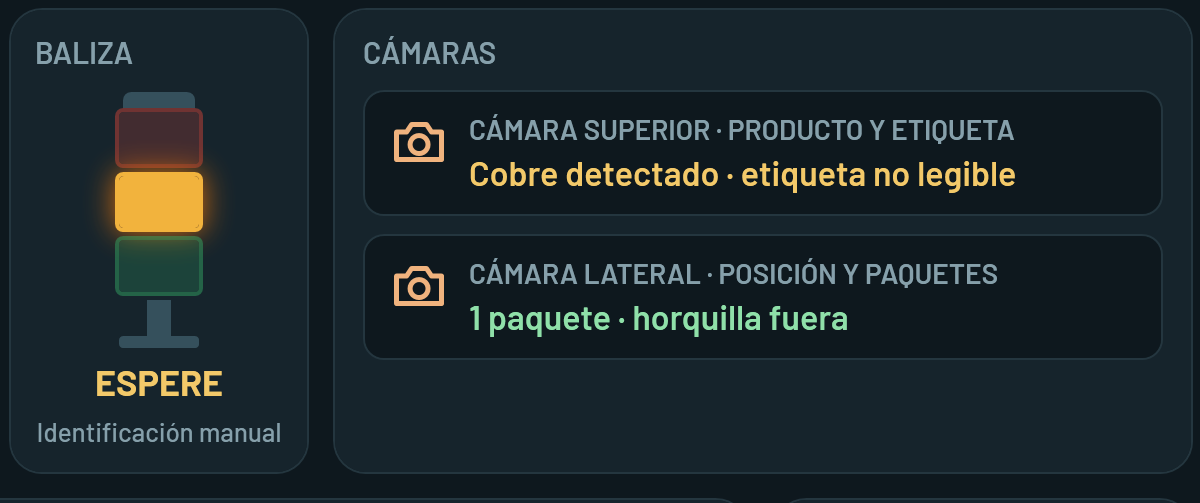 BALIZA
ESPERE
Identificación manual
CÁMARAS
CÁMARA SUPERIOR · PRODUCTO Y ETIQUETA
Cobre detectado · etiqueta no legible
CÁMARA LATERAL · POSICIÓN Y PAQUETES
1 paquete · horquilla fuera